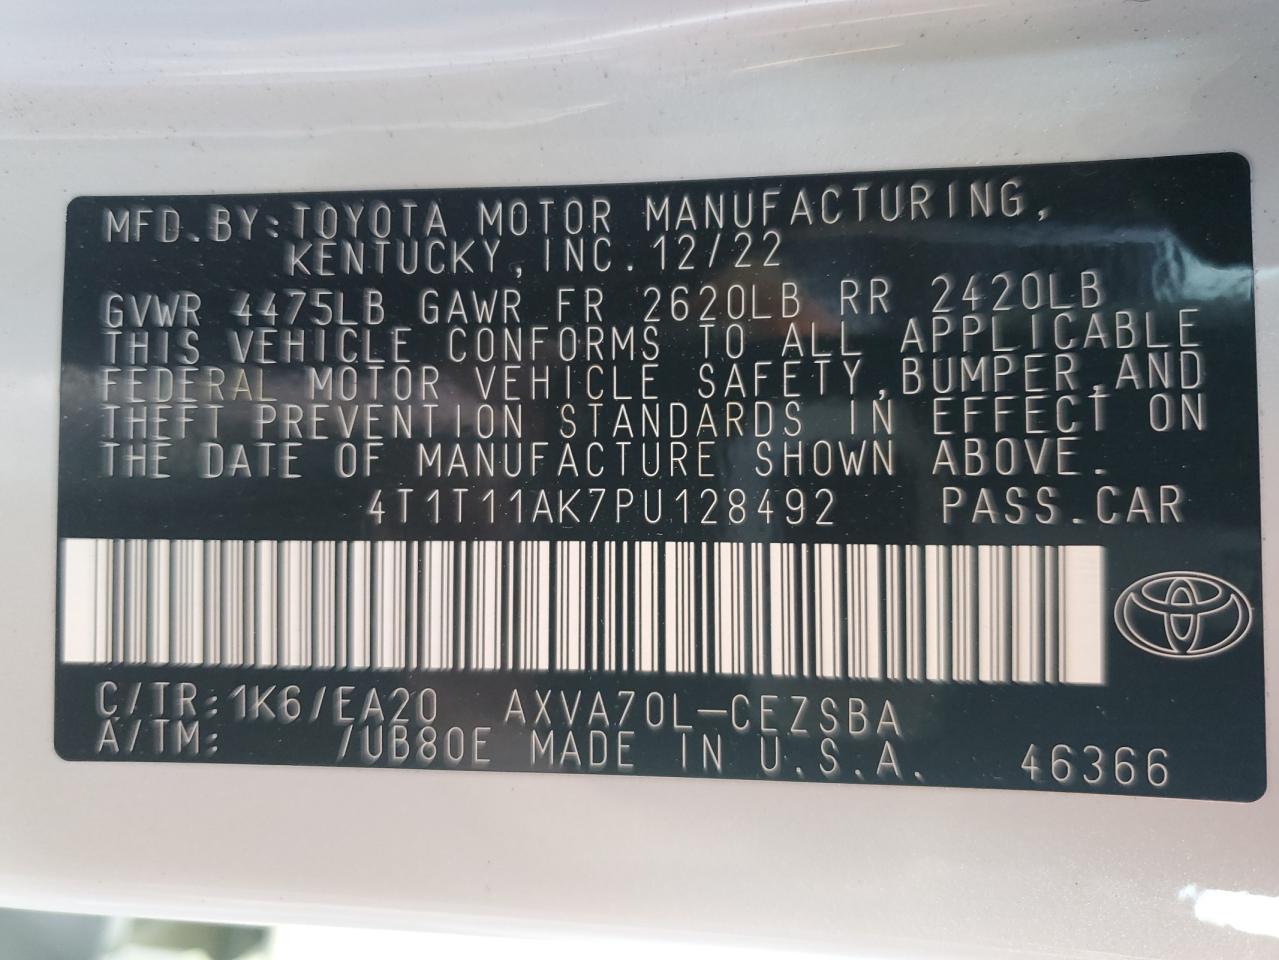 MFD.BY:TOYOTA MOTOR MANUFACTURING,
KENTUCKY,INC.12/22
GVWR 4475LB GAWR FR 2620LB RR 2420LB
THIS VEHICLE CONFORMS TO ALL APPLICABLE
FEDERAL MOTOR VEHICLE SAFETY,BUMPER,AND
THEFT PREVENTION STANDARDS IN EFFECT ON
THE DATE OF MANUFACTURE SHOWN ABOVE.
4T1T11AK7PU128492 PASS.CAR
C/TR:1K6/EA20 AXVA70L-CEZSBA
A/TM: /UB80E MADE IN U.S.A. 46366